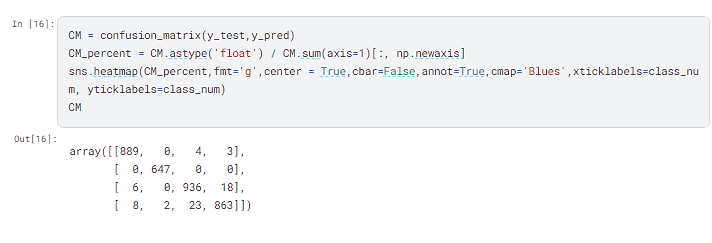 In [16]:
CM = confusion_matrix(y_test,y_pred)
CM_percent = CM.astype('float') / CM.sum(axis=1)[:, np.newaxis]
sns.heatmap(CM_percent,fmt='g',center = True,cbar=False,annot=True,cmap='Blues',xticklabels=class_nu
m, yticklabels=class_num)
CM
Out[16]:
array([[889,   0,   4,   3],
       [  0, 647,   0,   0],
       [  6,   0, 936,  18],
       [  8,   2,  23, 863]])